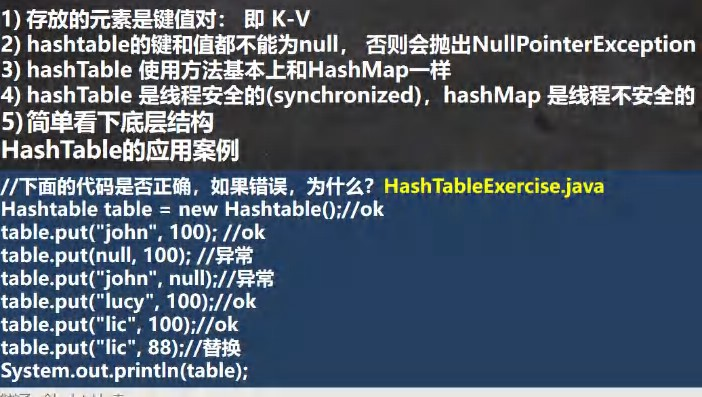 1) 存放的元素是键值对： 即 K-V
2) hashtable的键和值都不能为null， 否则会抛出NullPointerException
3) hashTable 使用方法基本上和HashMap一样
4) hashTable 是线程安全的(synchronized)，hashMap 是线程不安全的
5) 简单看下底层结构
HashTable的应用案例
//下面的代码是否正确，如果错误，为什么？HashTableExercise.java
Hashtable table = new Hashtable();//ok
table.put("john", 100); //ok
table.put(null, 100); //异常
table.put("john", null);//异常
table.put("lucy", 100);//ok
table.put("lic", 100);//ok
table.put("lic", 88);//替换
System.out.println(table);